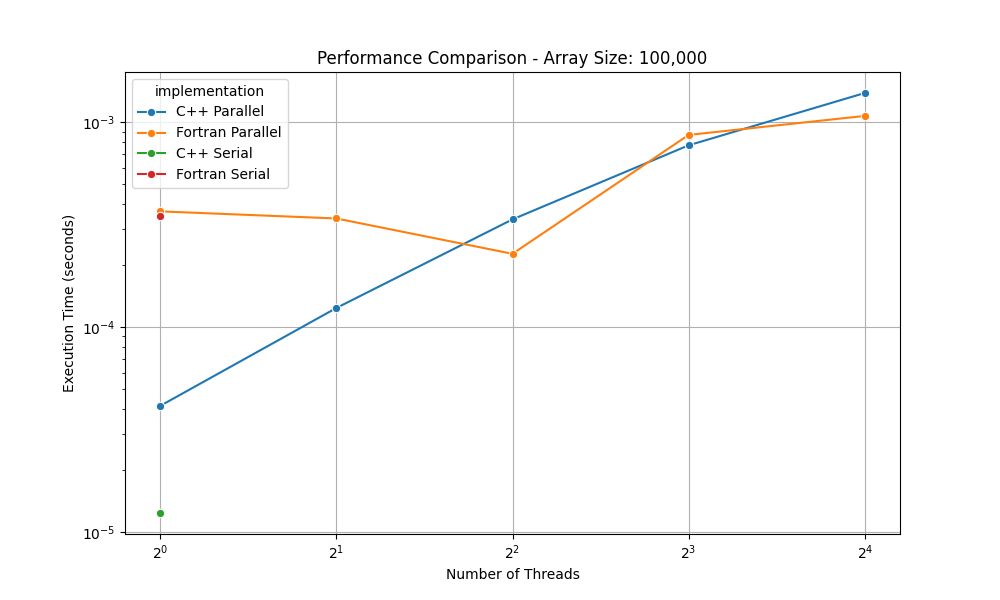 Performance Comparison - Array Size: 100,000
implementation
C++ Parallel
Fortran Parallel
C++ Serial
Fortran Serial
Execution Time (seconds)
10⁻³
10⁻⁴
10⁻⁵
2⁰ 2¹ 2² 2³ 2⁴
Number of Threads